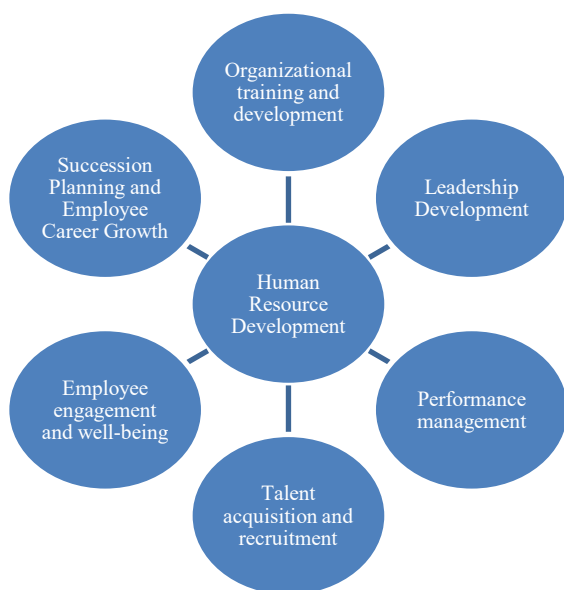 Organizational
training and
development
Succession
Planning and
Employee
Career Growth
Leadership
Development
Human
Resource
Development
Employee
engagement
and well-being
Performance
management
Talent
acquisition and
recruitment